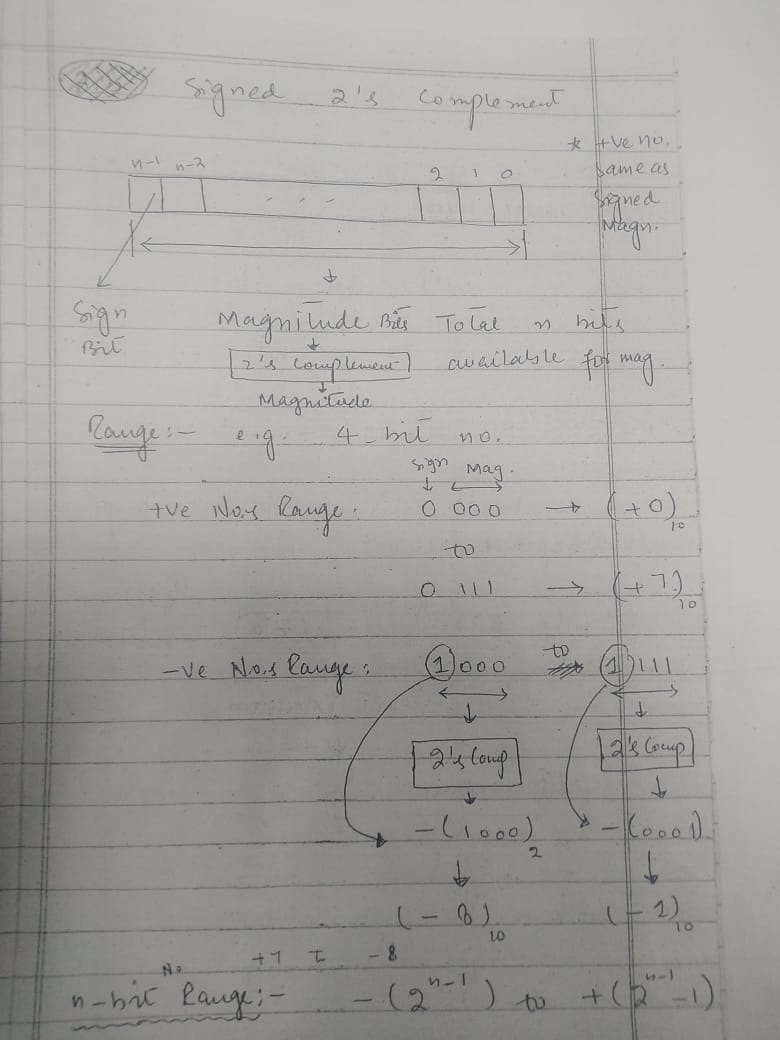 Signed 2's Complement
* +ve no.
same as
Signed
Magn.
n-1 n-2 2 1 0
- - -
Sign
Bit
Magnitude Bits Total n bits
2's Complement available for mag.
Magnitude
Range:- e.g. 4-bit no.
Sign Mag.
+ve No.s Range: 0 000 → (+0)10
to
0 111 → (+7)10
-ve No.s Range: 1 000 to 1 111
2's Comp 2's Comp
-(1000)2 -(0001)
(-8)10 (-1)10
No +7 to -8
n-bit Range:- -(2^n-1) to +(2^n-1 -1)